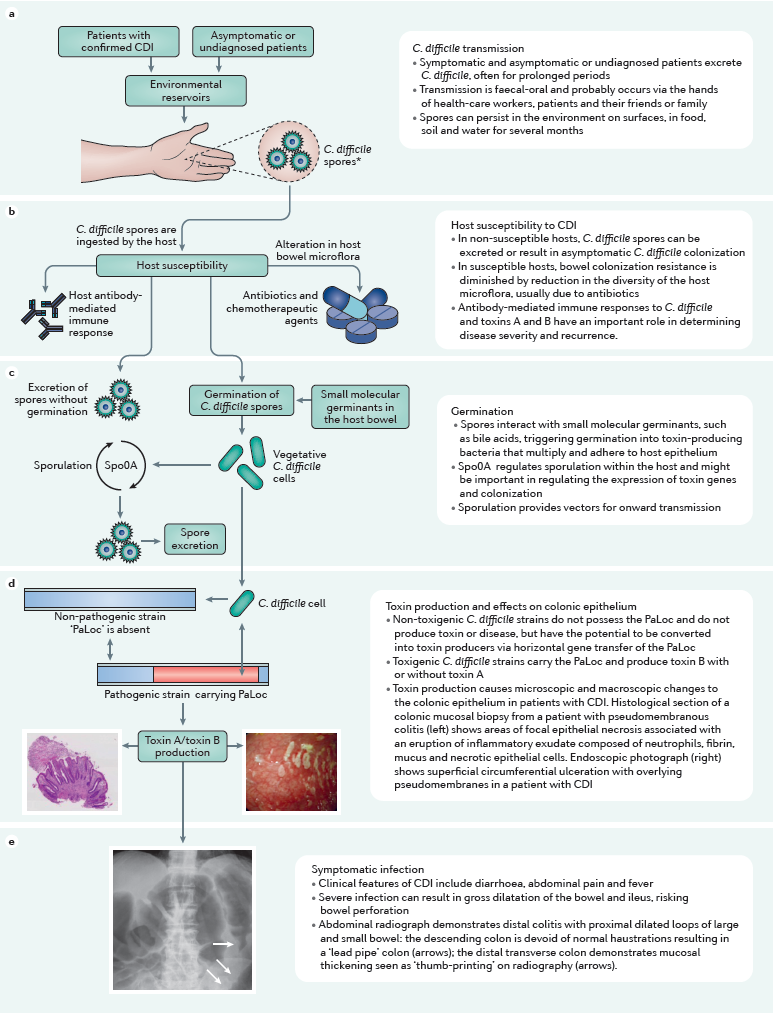 a
Patients with
confirmed CDI
Asymptomatic or
undiagnosed patients
Environmental
reservoirs
C. difficile
spores*
C. difficile transmission
• Symptomatic and asymptomatic or undiagnosed patients excrete
C. difficile, often for prolonged periods
• Transmission is faecal-oral and probably occurs via the hands
of health-care workers, patients and their friends or family
• Spores can persist in the environment on surfaces, in food,
soil and water for several months
b
C. difficile spores are
ingested by the host
Alteration in host
bowel microflora
Host susceptibility
Host antibody-
mediated
immune
response
Antibiotics and
chemotherapeutic
agents
Host susceptibility to CDI
• In non-susceptible hosts, C. difficile spores can be
excreted or result in asymptomatic C. difficile colonization
• In susceptible hosts, bowel colonization resistance is
diminished by reduction in the diversity of the host
microflora, usually due to antibiotics
• Antibody-mediated immune responses to C. difficile
and toxins A and B have an important role in determining
disease severity and recurrence.
c
Excretion of
spores without
germination
Germination of
C. difficile spores
Small molecular
germinants in
the host bowel
Sporulation
Spo0A
Vegetative
C. difficile
cells
Spore
excretion
Germination
• Spores interact with small molecular germinants, such
as bile acids, triggering germination into toxin-producing
bacteria that multiply and adhere to host epithelium
• Spo0A regulates sporulation within the host and might
be important in regulating the expression of toxin genes
and colonization
• Sporulation provides vectors for onward transmission
d
Non-pathogenic strain
'PaLoc' is absent
C. difficile cell
Pathogenic strain carrying PaLoc
Toxin A/toxin B
production
Toxin production and effects on colonic epithelium
• Non-toxigenic C. difficile strains do not possess the PaLoc and do not
produce toxin or disease, but have the potential to be converted
into toxin producers via horizontal gene transfer of the PaLoc
• Toxigenic C. difficile strains carry the PaLoc and produce toxin B with
or without toxin A
• Toxin production causes microscopic and macroscopic changes to
the colonic epithelium in patients with CDI. Histological section of a
colonic mucosal biopsy from a patient with pseudomembranous
colitis (left) shows areas of focal epithelial necrosis associated with
an eruption of inflammatory exudate composed of neutrophils, fibrin,
mucus and necrotic epithelial cells. Endoscopic photograph (right)
shows superficial circumferential ulceration with overlying
pseudomembranes in a patient with CDI
e
Symptomatic infection
• Clinical features of CDI include diarrhoea, abdominal pain and fever
• Severe infection can result in gross dilatation of the bowel and ileus, risking
bowel perforation
• Abdominal radiograph demonstrates distal colitis with proximal dilated loops of large
and small bowel: the descending colon is devoid of normal haustrations resulting in
a 'lead pipe' colon (arrows); the distal transverse colon demonstrates mucosal
thickening seen as 'thumb-printing' on radiography (arrows).